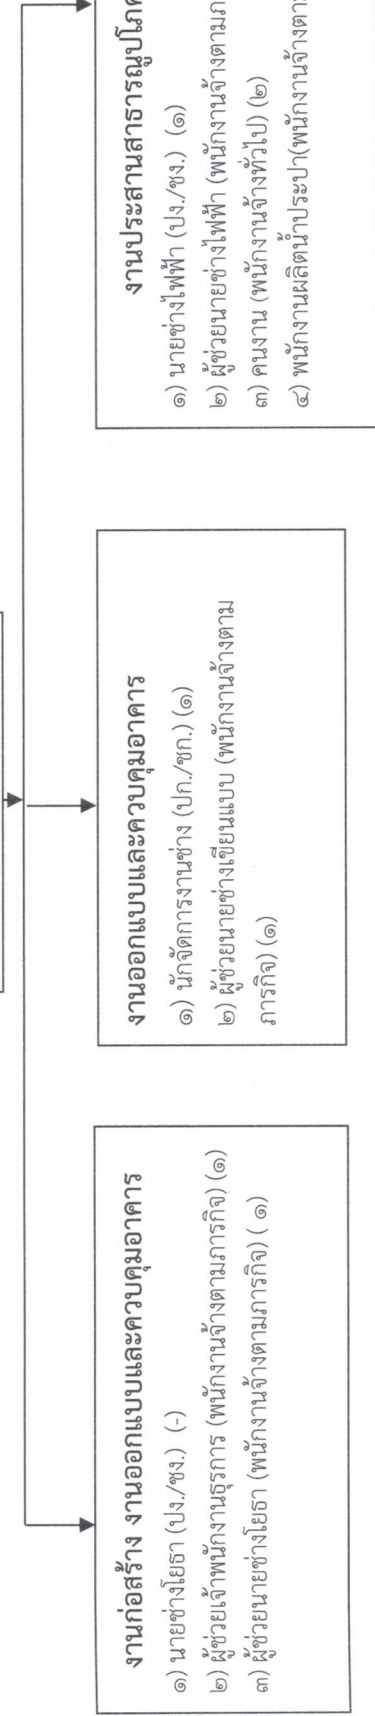 งานก่อสร้าง งานออกแบบและควบคุมอาคาร
๑) นายช่างโยธา (ปง./ชง.) (-)
๒) ผู้ช่วยเจ้าพนักงานธุรการ (พนักงานจ้างตามภารกิจ) (๑)
๓) ผู้ช่วยนายช่างโยธา (พนักงานจ้างตามภารกิจ) ( ๑)
งานออกแบบและควบคุมอาคาร
๑) นักจัดการงานช่าง (ปก./ชก.) (๑)
๒) ผู้ช่วยนายช่างเขียนแบบ (พนักงานจ้างตาม
ภารกิจ) (๑)
งานประสานสาธารณูปโภค
๑) นายช่างไฟฟ้า (ปง./ชง.) (๑)
๒) ผู้ช่วยนายช่างไฟฟ้า (พนักงานจ้างตามภา
๓) คนงาน (พนักงานจ้างทั่วไป) (๒)
๔) พนักงานผลิตน้ำประปา(พนักงานจ้างตา